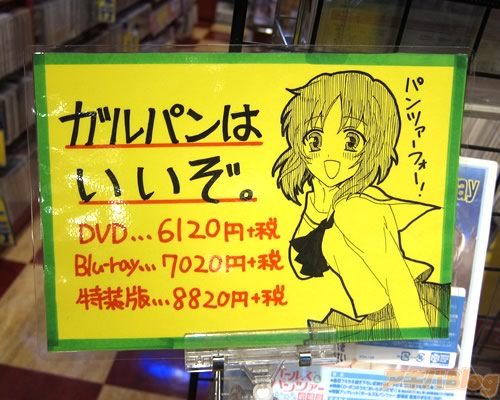 ガルパンは
いいぞ。
パンツァーフォー!
DVD...6120円+税
Blu-ray...7020円+税
特装版...8820円+税